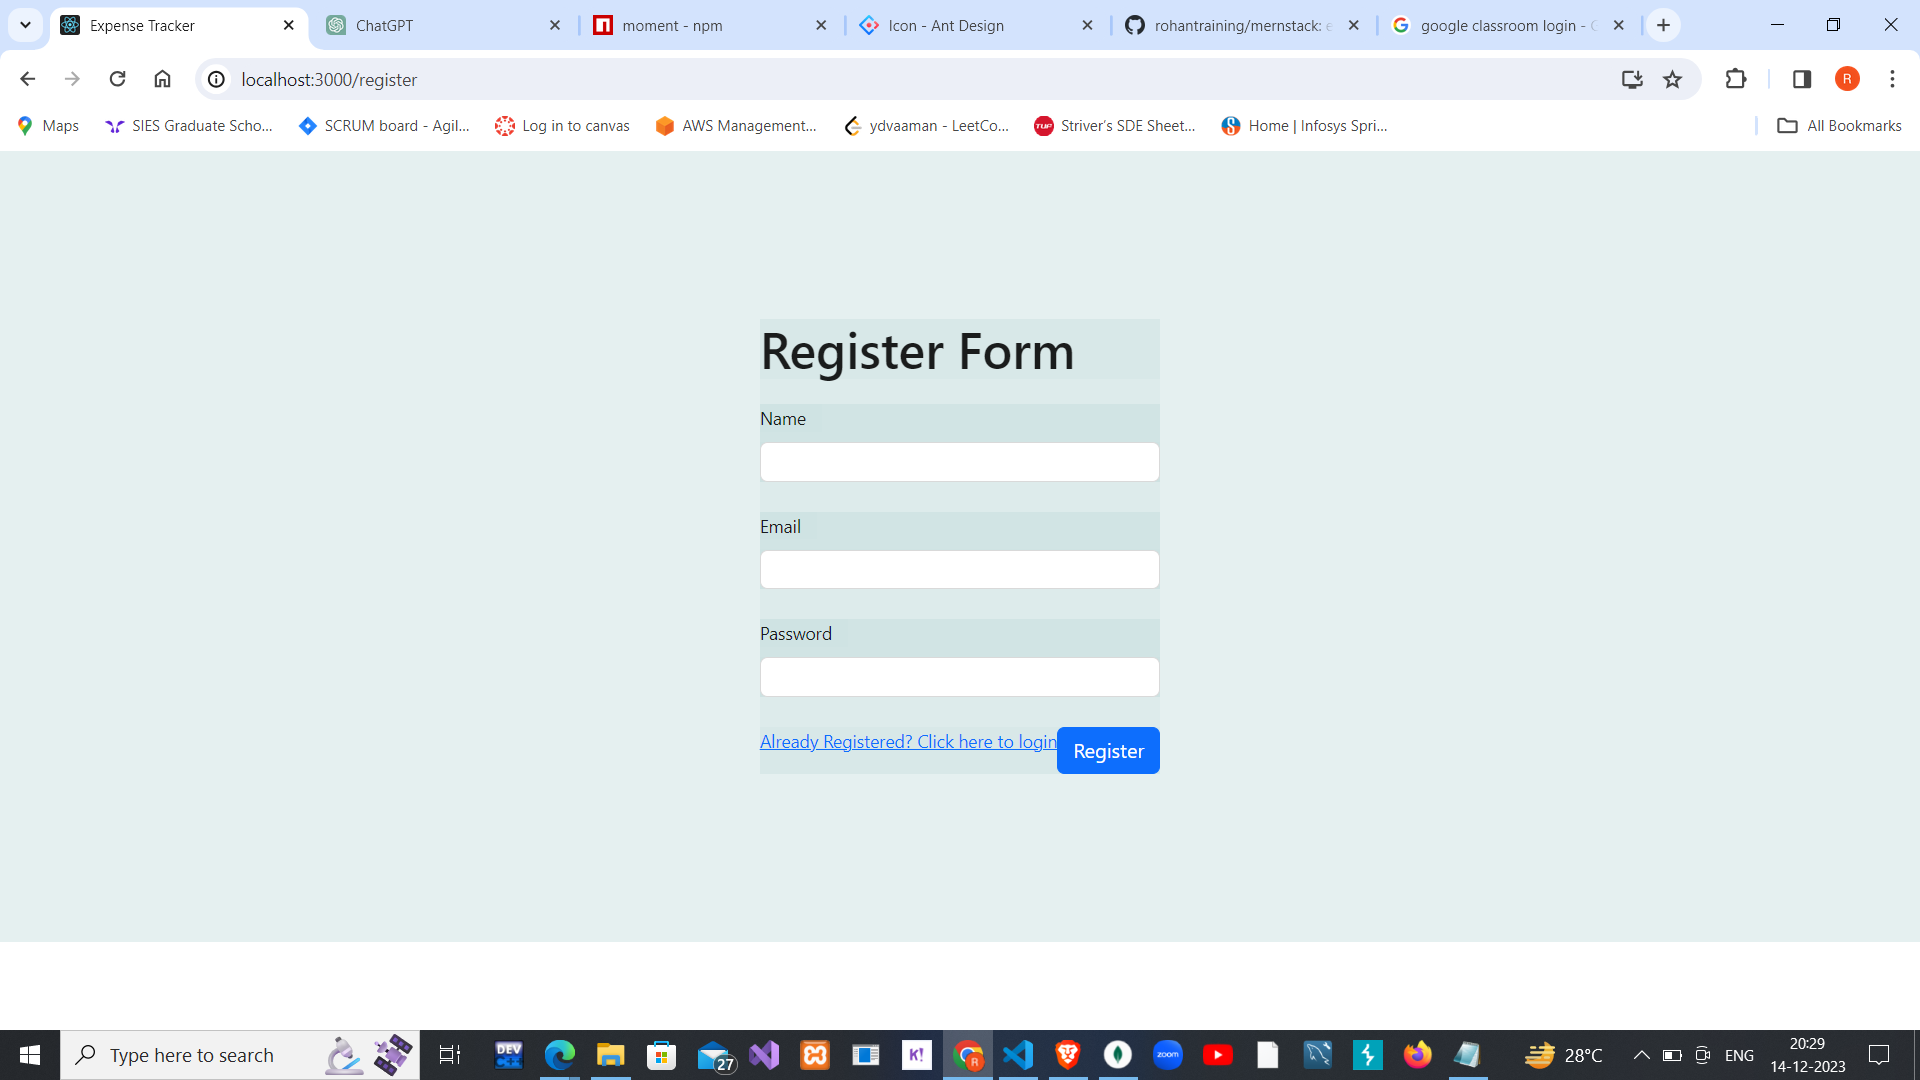 Expense Tracker
ChatGPT
moment - npm
Icon - Ant Design
rohantraining/mernstack: e
google classroom login - G
localhost:3000/register
R
Maps
SIES Graduate Scho...
SCRUM board - Agil...
Log in to canvas
AWS Management...
ydvaaman - LeetCo...
TUF
Striver's SDE Sheet...
Home | Infosys Spri...
All Bookmarks
Register Form
Name
Email
Password
Already Registered? Click here to login
Register
Type here to search
DEV
27
K!
R
zoom
28°C
ENG
20:29
14-12-2023